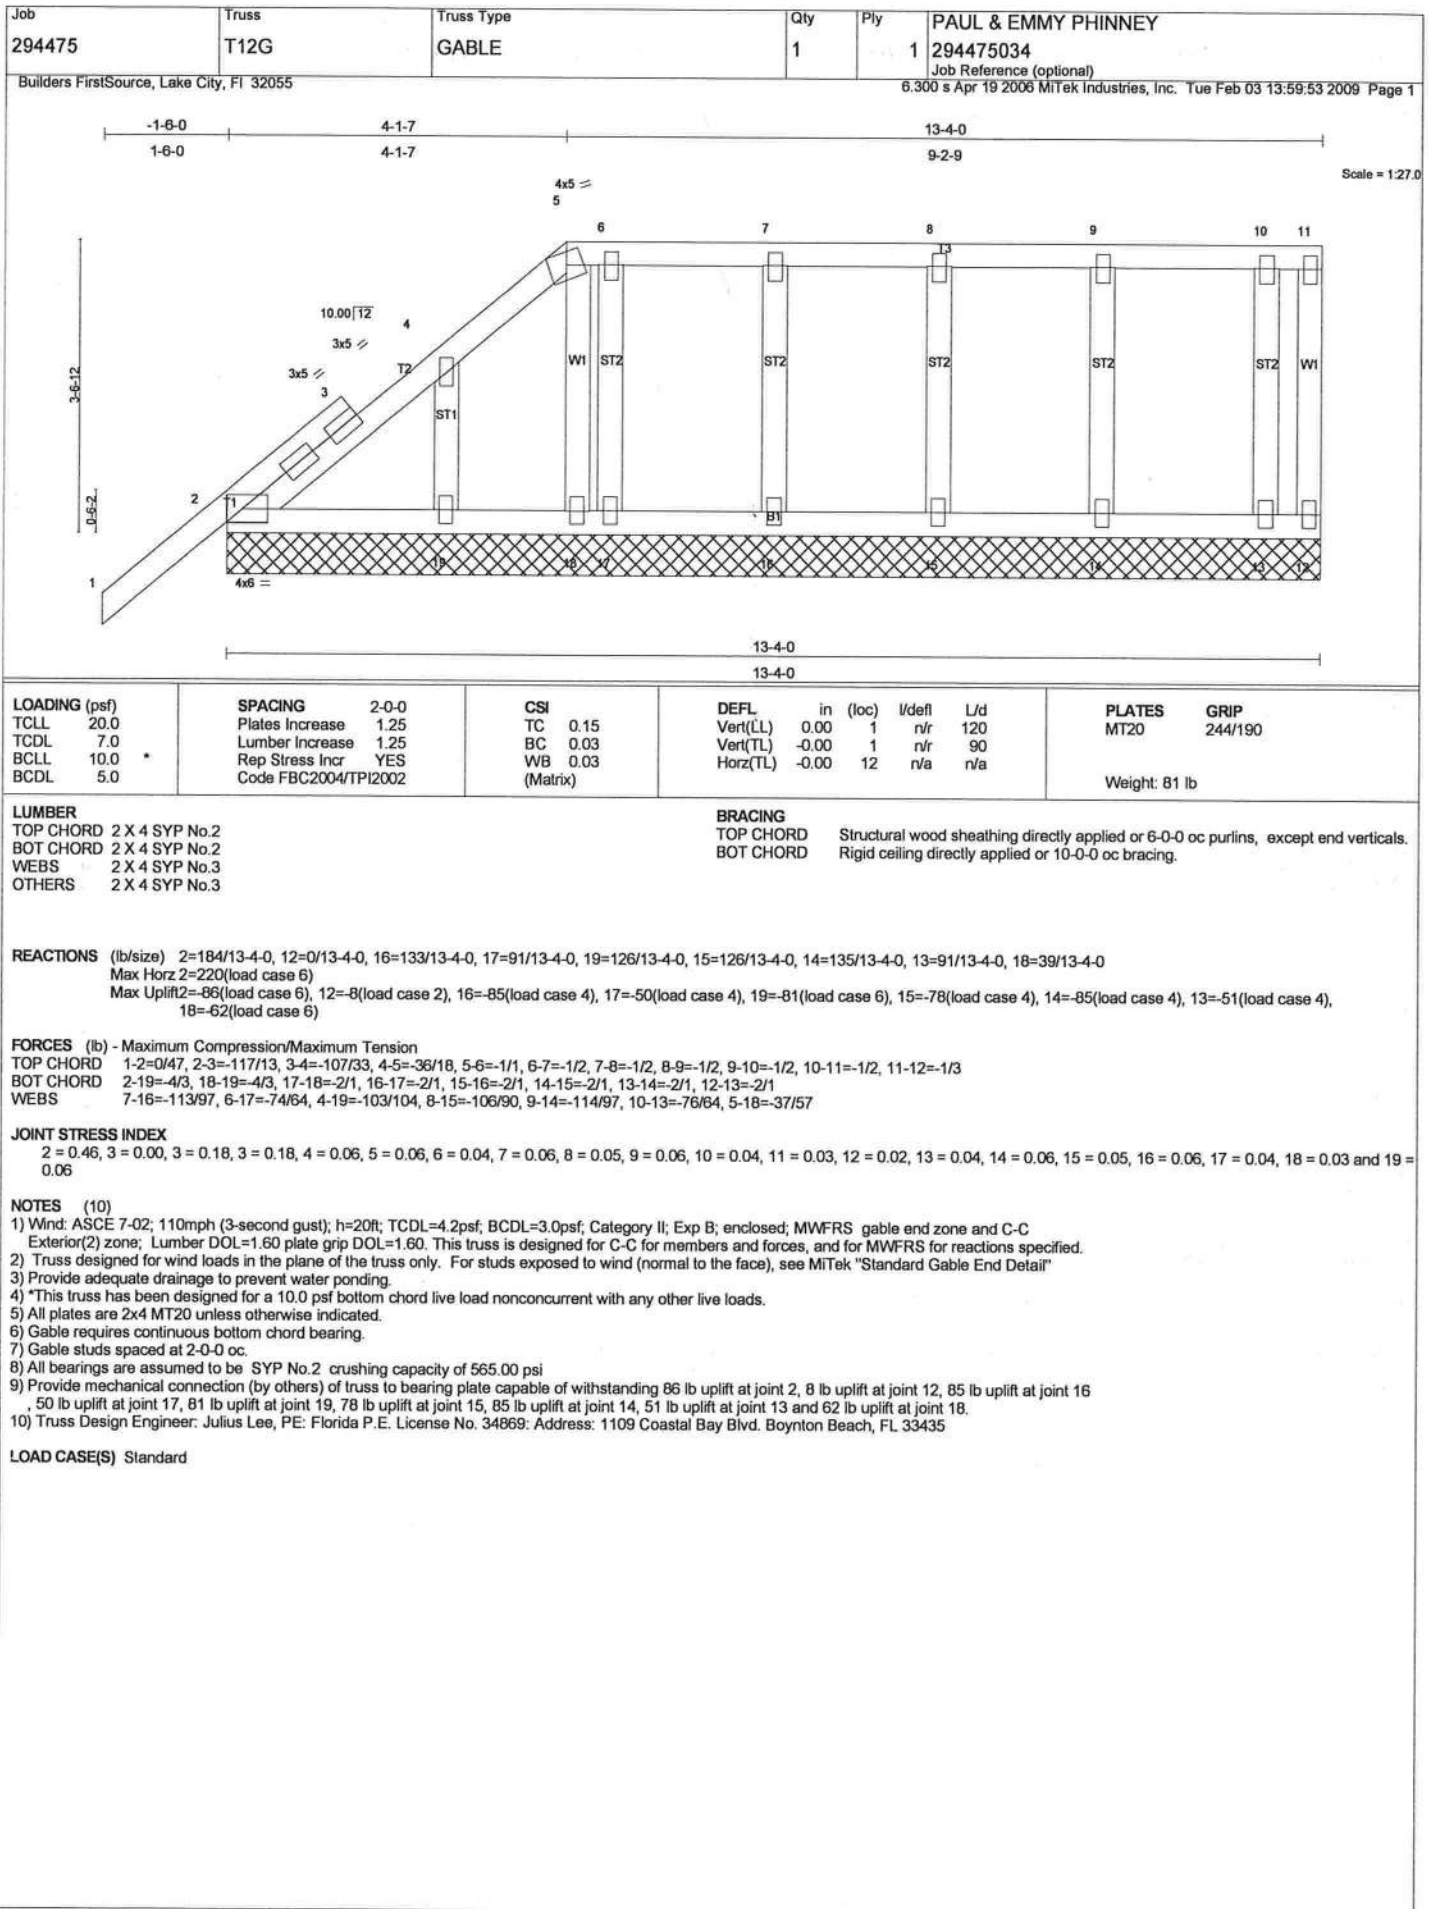 Job Truss Truss Type Qty Ply PAUL & EMMY PHINNEY
294475 T12G GABLE 1 1 294475034
Job Reference (optional)
Builders FirstSource, Lake City, Fl 32055 6.300 s Apr 19 2006 MiTek Industries, Inc. Tue Feb 03 13:59:53 2009 Page 1
-1-6-0 4-1-7 13-4-0
1-6-0 4-1-7 9-2-9
Scale = 1:27.0
4x5
5
6 7 8 9 10 11
T3
10.00 12
4
3x5
3x5
T2
3
W1 ST2 ST2 ST2 ST2 ST2 W1
3-6-12
ST1
0-6-2
2
T1
B1
1
19 18 17 16 15 14 13 12
4x6 =
13-4-0
13-4-0
LOADING (psf) SPACING 2-0-0 CSI DEFL in (loc) l/defl L/d PLATES GRIP
TCLL 20.0 Plates Increase 1.25 TC 0.15 Vert(LL) 0.00 1 n/r 120 MT20 244/190
TCDL 7.0 Lumber Increase 1.25 BC 0.03 Vert(TL) -0.00 1 n/r 90
BCLL 10.0 * Rep Stress Incr YES WB 0.03 Horz(TL) -0.00 12 n/a n/a
BCDL 5.0 Code FBC2004/TPI2002 (Matrix) Weight: 81 lb
LUMBER
TOP CHORD 2 X 4 SYP No.2
BOT CHORD 2 X 4 SYP No.2
WEBS 2 X 4 SYP No.3
OTHERS 2 X 4 SYP No.3
BRACING
TOP CHORD Structural wood sheathing directly applied or 6-0-0 oc purlins, except end verticals.
BOT CHORD Rigid ceiling directly applied or 10-0-0 oc bracing.
REACTIONS (lb/size) 2=184/13-4-0, 12=0/13-4-0, 16=133/13-4-0, 17=91/13-4-0, 19=126/13-4-0, 15=126/13-4-0, 14=135/13-4-0, 13=91/13-4-0, 18=39/13-4-0
Max Horz 2=220(load case 6)
Max Uplift2=-86(load case 6), 12=-8(load case 2), 16=-85(load case 4), 17=-50(load case 4), 19=-81(load case 6), 15=-78(load case 4), 14=-85(load case 4), 13=-51(load case 4),
18=-62(load case 6)
FORCES (lb) - Maximum Compression/Maximum Tension
TOP CHORD 1-2=0/47, 2-3=-117/13, 3-4=-107/33, 4-5=-36/18, 5-6=-1/1, 6-7=-1/2, 7-8=-1/2, 8-9=-1/2, 9-10=-1/2, 10-11=-1/2, 11-12=-1/3
BOT CHORD 2-19=-4/3, 18-19=-4/3, 17-18=-2/1, 16-17=-2/1, 15-16=-2/1, 14-15=-2/1, 13-14=-2/1, 12-13=-2/1
WEBS 7-16=-113/97, 6-17=-74/64, 4-19=-103/104, 8-15=-106/90, 9-14=-114/97, 10-13=-76/64, 5-18=-37/57
JOINT STRESS INDEX
2 = 0.46, 3 = 0.00, 3 = 0.18, 3 = 0.18, 4 = 0.06, 5 = 0.06, 6 = 0.04, 7 = 0.06, 8 = 0.05, 9 = 0.06, 10 = 0.04, 11 = 0.03, 12 = 0.02, 13 = 0.04, 14 = 0.06, 15 = 0.05, 16 = 0.06, 17 = 0.04, 18 = 0.03 and 19 =
0.06
NOTES (10)
1) Wind: ASCE 7-02; 110mph (3-second gust); h=20ft; TCDL=4.2psf; BCDL=3.0psf; Category II; Exp B; enclosed; MWFRS gable end zone and C-C
Exterior(2) zone; Lumber DOL=1.60 plate grip DOL=1.60. This truss is designed for C-C for members and forces, and for MWFRS for reactions specified.
2) Truss designed for wind loads in the plane of the truss only. For studs exposed to wind (normal to the face), see MiTek "Standard Gable End Detail"
3) Provide adequate drainage to prevent water ponding.
4) *This truss has been designed for a 10.0 psf bottom chord live load nonconcurrent with any other live loads.
5) All plates are 2x4 MT20 unless otherwise indicated.
6) Gable requires continuous bottom chord bearing.
7) Gable studs spaced at 2-0-0 oc.
8) All bearings are assumed to be SYP No.2 crushing capacity of 565.00 psi
9) Provide mechanical connection (by others) of truss to bearing plate capable of withstanding 86 lb uplift at joint 2, 8 lb uplift at joint 12, 85 lb uplift at joint 16
, 50 lb uplift at joint 17, 81 lb uplift at joint 19, 78 lb uplift at joint 15, 85 lb uplift at joint 14, 51 lb uplift at joint 13 and 62 lb uplift at joint 18.
10) Truss Design Engineer: Julius Lee, PE: Florida P.E. License No. 34869: Address: 1109 Coastal Bay Blvd. Boynton Beach, FL 33435
LOAD CASE(S) Standard